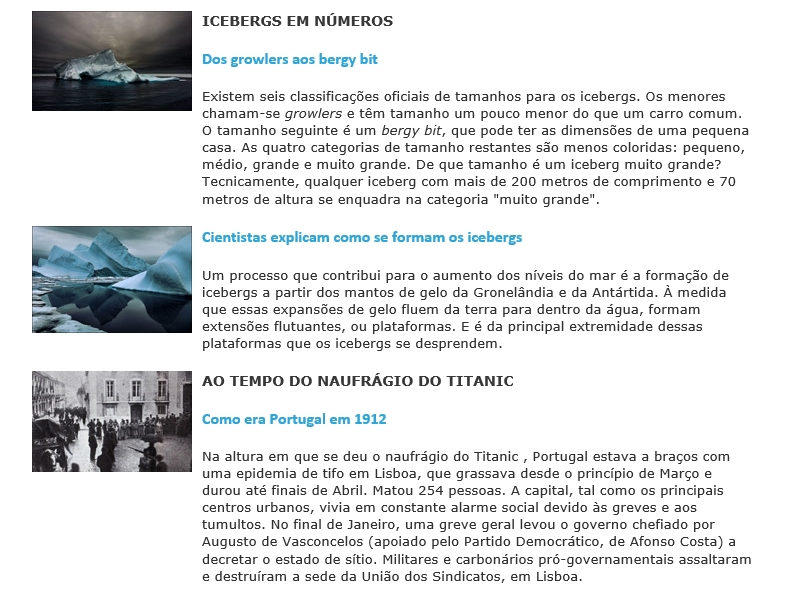 ICEBERGS EM NÚMEROS
Dos growlers aos bergy bit
Existem seis classificações oficiais de tamanhos para os icebergs. Os menores
chamam-se growlers e têm tamanho um pouco menor do que um carro comum.
O tamanho seguinte é um bergy bit, que pode ter as dimensões de uma pequena
casa. As quatro categorias de tamanho restantes são menos coloridas: pequeno,
médio, grande e muito grande. De que tamanho é um iceberg muito grande?
Tecnicamente, qualquer iceberg com mais de 200 metros de comprimento e 70
metros de altura se enquadra na categoria "muito grande".
Cientistas explicam como se formam os icebergs
Um processo que contribui para o aumento dos níveis do mar é a formação de
icebergs a partir dos mantos de gelo da Gronelândia e da Antártida. À medida
que essas expansões de gelo fluem da terra para dentro da água, formam
extensões flutuantes, ou plataformas. E é da principal extremidade dessas
plataformas que os icebergs se desprendem.
AO TEMPO DO NAUFRÁGIO DO TITANIC
Como era Portugal em 1912
Na altura em que se deu o naufrágio do Titanic , Portugal estava a braços com
uma epidemia de tifo em Lisboa, que grassava desde o princípio de Março e
durou até finais de Abril. Matou 254 pessoas. A capital, tal como os principais
centros urbanos, vivia em constante alarme social devido às greves e aos
tumultos. No final de Janeiro, uma greve geral levou o governo chefiado por
Augusto de Vasconcelos (apoiado pelo Partido Democrático, de Afonso Costa) a
decretar o estado de sítio. Militares e carbonários pró-governamentais assaltaram
e destruíram a sede da União dos Sindicatos, em Lisboa.